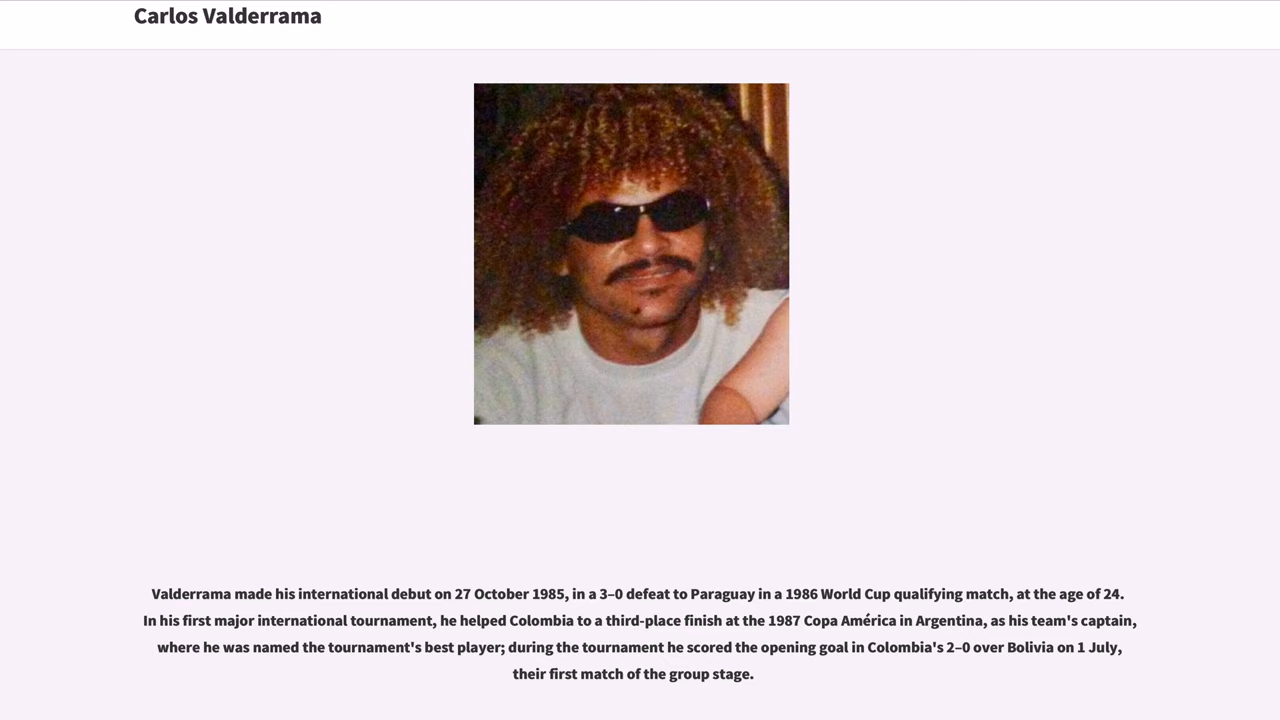 Carlos Valderrama
Valderrama made his international debut on 27 October 1985, in a 3–0 defeat to Paraguay in a 1986 World Cup qualifying match, at the age of 24.
In his first major international tournament, he helped Colombia to a third-place finish at the 1987 Copa América in Argentina, as his team's captain,
where he was named the tournament's best player; during the tournament he scored the opening goal in Colombia's 2–0 over Bolivia on 1 July,
their first match of the group stage.